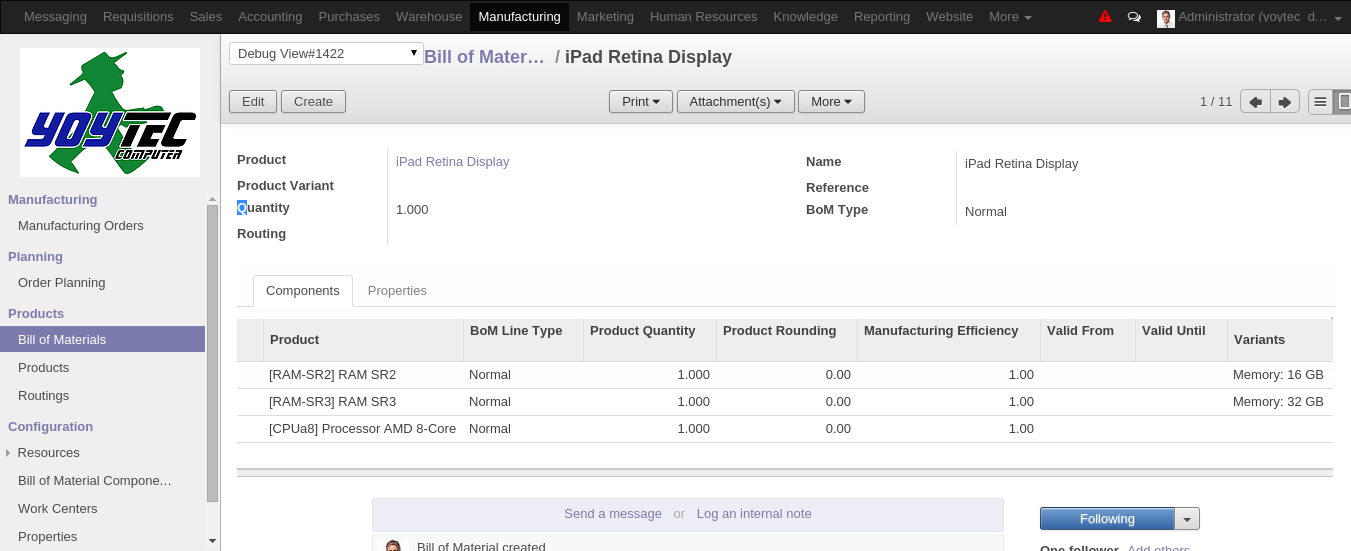 Messaging Requisitions Sales Accounting Purchases Warehouse Manufacturing Marketing Human Resources Knowledge Reporting Website More Administrator (yoytec_d…
YOYTEC
COMPUTER
Debug View#1422 Bill of Mater… / iPad Retina Display
Edit Create Print Attachment(s) More 1 / 11
Manufacturing
Manufacturing Orders
Planning
Order Planning
Products
Bill of Materials
Products
Routings
Configuration
Resources
Bill of Material Compone…
Work Centers
Properties
Product iPad Retina Display Name iPad Retina Display
Product Variant Reference
Quantity 1.000 BoM Type Normal
Routing
Components Properties
Product BoM Line Type Product Quantity Product Rounding Manufacturing Efficiency Valid From Valid Until Variants
[RAM-SR2] RAM SR2 Normal 1.000 0.00 1.00 Memory: 16 GB
[RAM-SR3] RAM SR3 Normal 1.000 0.00 1.00 Memory: 32 GB
[CPUa8] Processor AMD 8-Core Normal 1.000 0.00 1.00
Send a message or Log an internal note Following
Bill of Material created One follower Add others